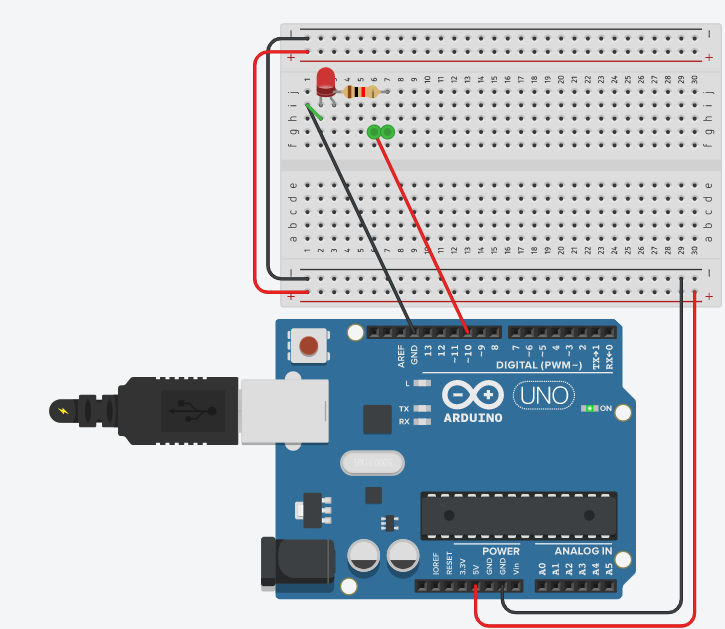 − −
+ +
1 2 3 4 5 6 7 8 9 10 11 12 13 14 15 16 17 18 19 20 21 22 23 24 25 26 27 28 29 30
j j
i i
h h
g g
f f
e e
d d
c c
b b
a a
1 2 3 4 5 6 7 8 9 10 11 12 13 14 15 16 17 18 19 20 21 22 23 24 25 26 27 28 29 30
− −
+ +
AREF GND 13 12 ~11 ~10 ~9 8 7 ~6 ~5 4 ~3 2 TX→1 RX←0
DIGITAL (PWM~)
L
TX
RX
− +
UNO
ARDUINO
ON
POWER ANALOG IN
IOREF RESET 3.3V 5V GND GND Vin A0 A1 A2 A3 A4 A5